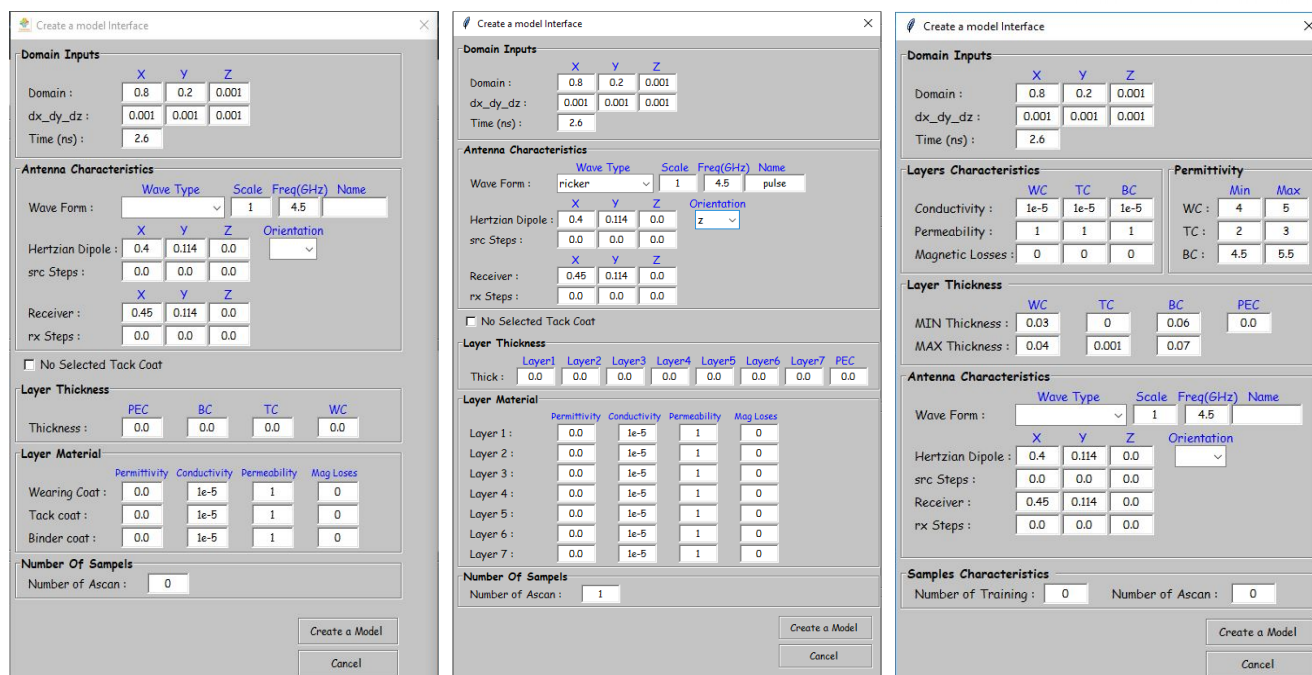 Create a model Interface
Domain Inputs
X Y Z
Domain : 0.8 0.2 0.001
dx_dy_dz : 0.001 0.001 0.001
Time (ns) : 2.6
Antenna Characteristics
Wave Type Scale Freq(GHz) Name
Wave Form : 1 4.5
X Y Z Orientation
Hertzian Dipole : 0.4 0.114 0.0
src Steps : 0.0 0.0 0.0
X Y Z
Receiver : 0.45 0.114 0.0
rx Steps : 0.0 0.0 0.0
No Selected Tack Coat
Layer Thickness
PEC BC TC WC
Thickness : 0.0 0.0 0.0 0.0
Layer Material
Permittivity Conductivity Permeability Mag Loses
Wearing Coat : 0.0 1e-5 1 0
Tack coat : 0.0 1e-5 1 0
Binder coat : 0.0 1e-5 1 0
Number Of Sampels
Number of Ascan : 0
Create a Model
Cancel
Create a model Interface
Domain Inputs
X Y Z
Domain : 0.8 0.2 0.001
dx_dy_dz : 0.001 0.001 0.001
Time (ns) : 2.6
Antenna Characteristics
Wave Type Scale Freq(GHz) Name
Wave Form : ricker 1 4.5 pulse
X Y Z Orientation
Hertzian Dipole : 0.4 0.114 0.0 z
src Steps : 0.0 0.0 0.0
X Y Z
Receiver : 0.45 0.114 0.0
rx Steps : 0.0 0.0 0.0
No Selected Tack Coat
Layer Thickness
Layer1 Layer2 Layer3 Layer4 Layer5 Layer6 Layer7 PEC
Thick : 0.0 0.0 0.0 0.0 0.0 0.0 0.0 0.0
Layer Material
Permittivity Conductivity Permeability Mag Loses
Layer 1 : 0.0 1e-5 1 0
Layer 2 : 0.0 1e-5 1 0
Layer 3 : 0.0 1e-5 1 0
Layer 4 : 0.0 1e-5 1 0
Layer 5 : 0.0 1e-5 1 0
Layer 6 : 0.0 1e-5 1 0
Layer 7 : 0.0 1e-5 1 0
Number Of Sampels
Number of Ascan : 1
Create a Model
Cancel
Create a model Interface
Domain Inputs
X Y Z
Domain : 0.8 0.2 0.001
dx_dy_dz : 0.001 0.001 0.001
Time (ns) : 2.6
Layers Characteristics Permittivity
WC TC BC Min Max
Conductivity : 1e-5 1e-5 1e-5 WC : 4 5
Permeability : 1 1 1 TC : 2 3
Magnetic Losses : 0 0 0 BC : 4.5 5.5
Layer Thickness
WC TC BC PEC
MIN Thickness : 0.03 0 0.06 0.0
MAX Thickness : 0.04 0.001 0.07
Antenna Characteristics
Wave Type Scale Freq(GHz) Name
Wave Form : 1 4.5
X Y Z Orientation
Hertzian Dipole : 0.4 0.114 0.0
src Steps : 0.0 0.0 0.0
Receiver : 0.45 0.114 0.0
rx Steps : 0.0 0.0 0.0
Samples Characteristics
Number of Training : 0 Number of Ascan : 0
Create a Model
Cancel